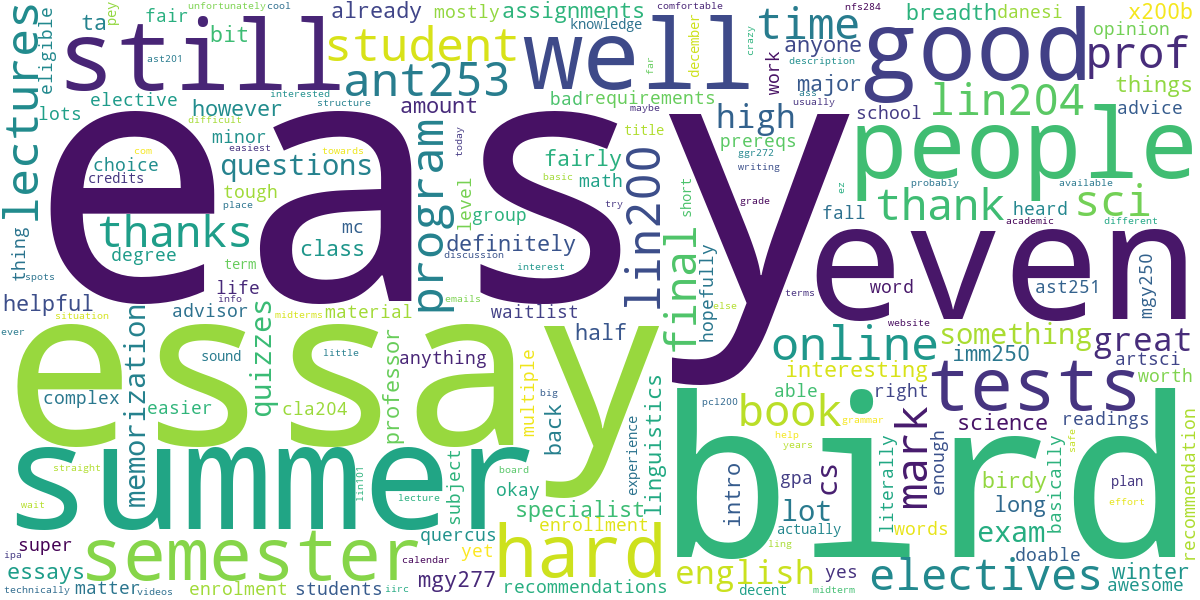 easy
essay
bird
even
people
summer
still
well
good
semester
hard
tests
student
ant253
time
prof
lin204
lectures
thanks
thank
program
lin200
final
online
book
electives
mark
sci
english
questions
high
something
great
quizzes
memorization
cs
lot
exam
already
bit
ta
fair
pey
unfortunately
cool
mostly
assignments
knowledge
comfortable
december
far
crazy
nfs284
description
breadth
danesi
x200b
opinion
things
anyone
major
work
eligible
ast201
lots
elective
interested
structure
however
amount
bad
requirements
ass
usually
maybe
school
advice
difficult
easiest
minor
today
title
prereqs
com
choice
towards
credits
fairly
basic
math
ggr272
writing
short
ez
probably
available
tough
place
mc
level
group
try
grade
fall
heard
academic
different
degree
class
definitely
discussion
interest
thing
spots
term
life
info
emails
terms
else
word
ast251
mgy250
helpful
advisor
midterms
material
waitlist
half
hopefully
website
ever
situation
sound
little
professor
anything
multiple
interesting
imm250
artsci
worth
complex
easier
cla204
big
back
linguistics
able
right
pcl200
grammar
science
readings
help
years
safe
straight
board
experience
gpa
enough
literally
birdy
plan
recommendation
lin101
lecture
subject
okay
specialist
intro
long
basically
effort
wait
enrollment
actually
words
super
quercus
yet
ling
doable
ipa
calendar
essays
mgy277
yes
winter
technically
matter
videos
enrolment
students
iirc
recommendations
decent
midterm
awesome